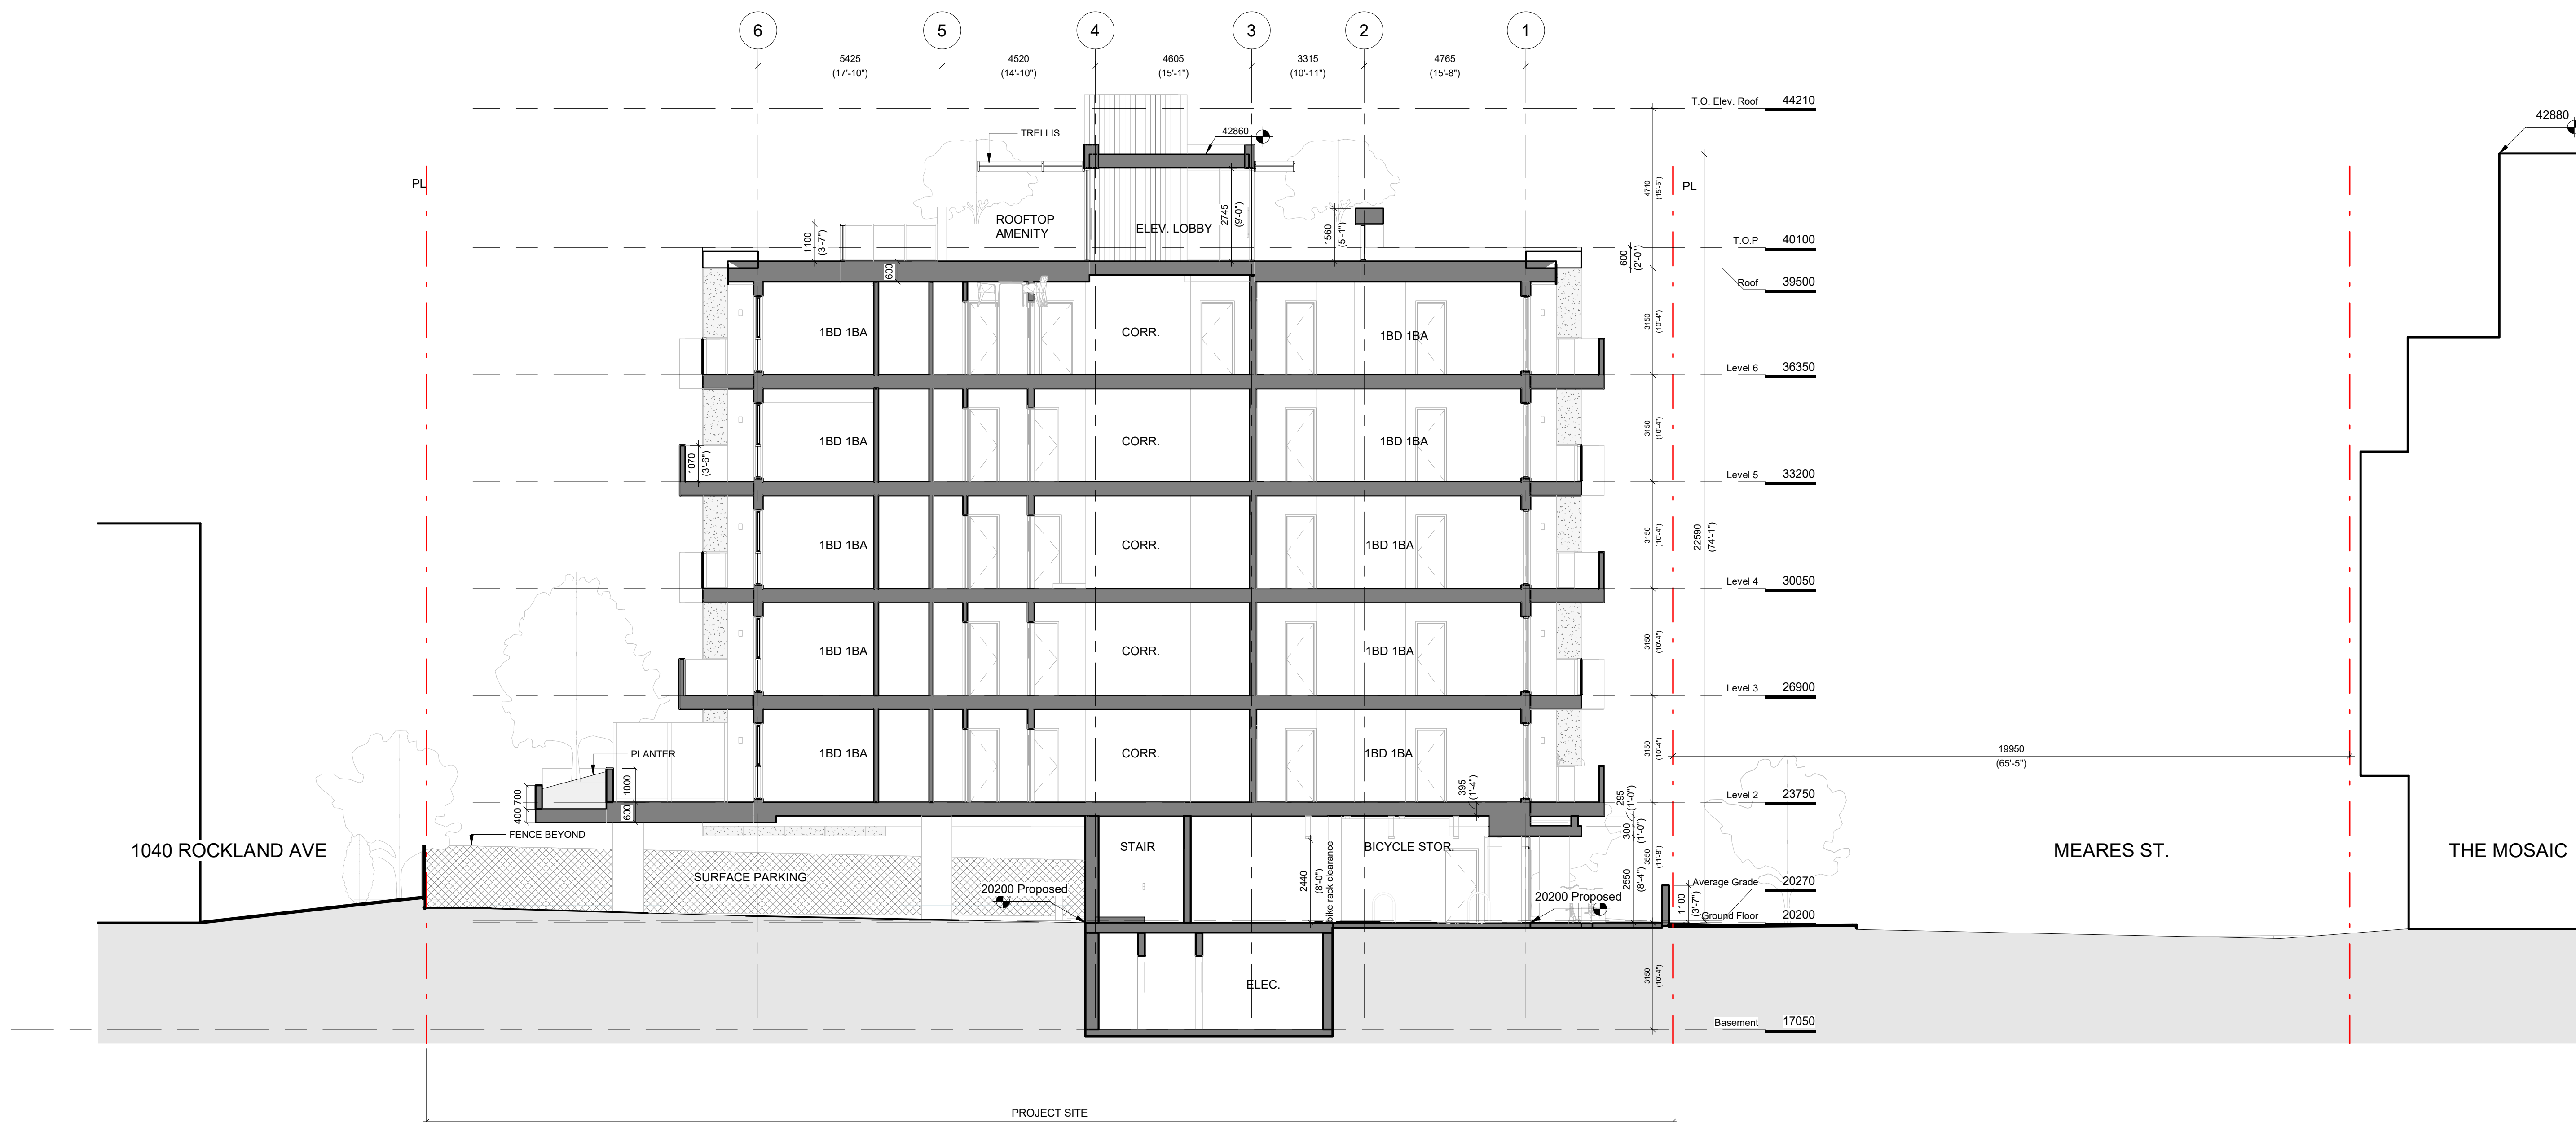 6
5
4
3
2
1
5425
(17'-10")
4520
(14'-10")
4605
(15'-1")
3315
(10'-11")
4765
(15'-8")
T.O. Elev. Roof 44210
42880
TRELLIS
42860
PL
PL
4710
(15'-5")
ROOFTOP
AMENITY
ELEV. LOBBY
2745
(9'-0")
1560
(5'-1")
1100
(3'-7")
600
600
(2'-0")
T.O.P 40100
Roof 39500
1BD 1BA
CORR.
1BD 1BA
3150
(10'-4")
Level 6 36350
1BD 1BA
CORR.
1BD 1BA
3150
(10'-4")
1070
(3'-6")
Level 5 33200
1BD 1BA
CORR.
1BD 1BA
3150
(10'-4")
22590
(74'-1")
Level 4 30050
1BD 1BA
CORR.
1BD 1BA
3150
(10'-4")
Level 3 26900
PLANTER
1BD 1BA
CORR.
1BD 1BA
3150
(10'-4")
19950
(65'-5")
700
400
1000
600
395
(1'-4")
295
(1'-0")
Level 2 23750
FENCE BEYOND
300
(1'-0")
1040 ROCKLAND AVE
STAIR
BICYCLE STOR.
3550
(11'-8")
MEARES ST.
THE MOSAIC
SURFACE PARKING
2440
(8'-0")
bike rack clearance
2550
(8'-4")
20200 Proposed
20200 Proposed
1100
(3'-7")
Average Grade 20270
Ground Floor 20200
ELEC.
3150
(10'-4")
Basement 17050
PROJECT SITE